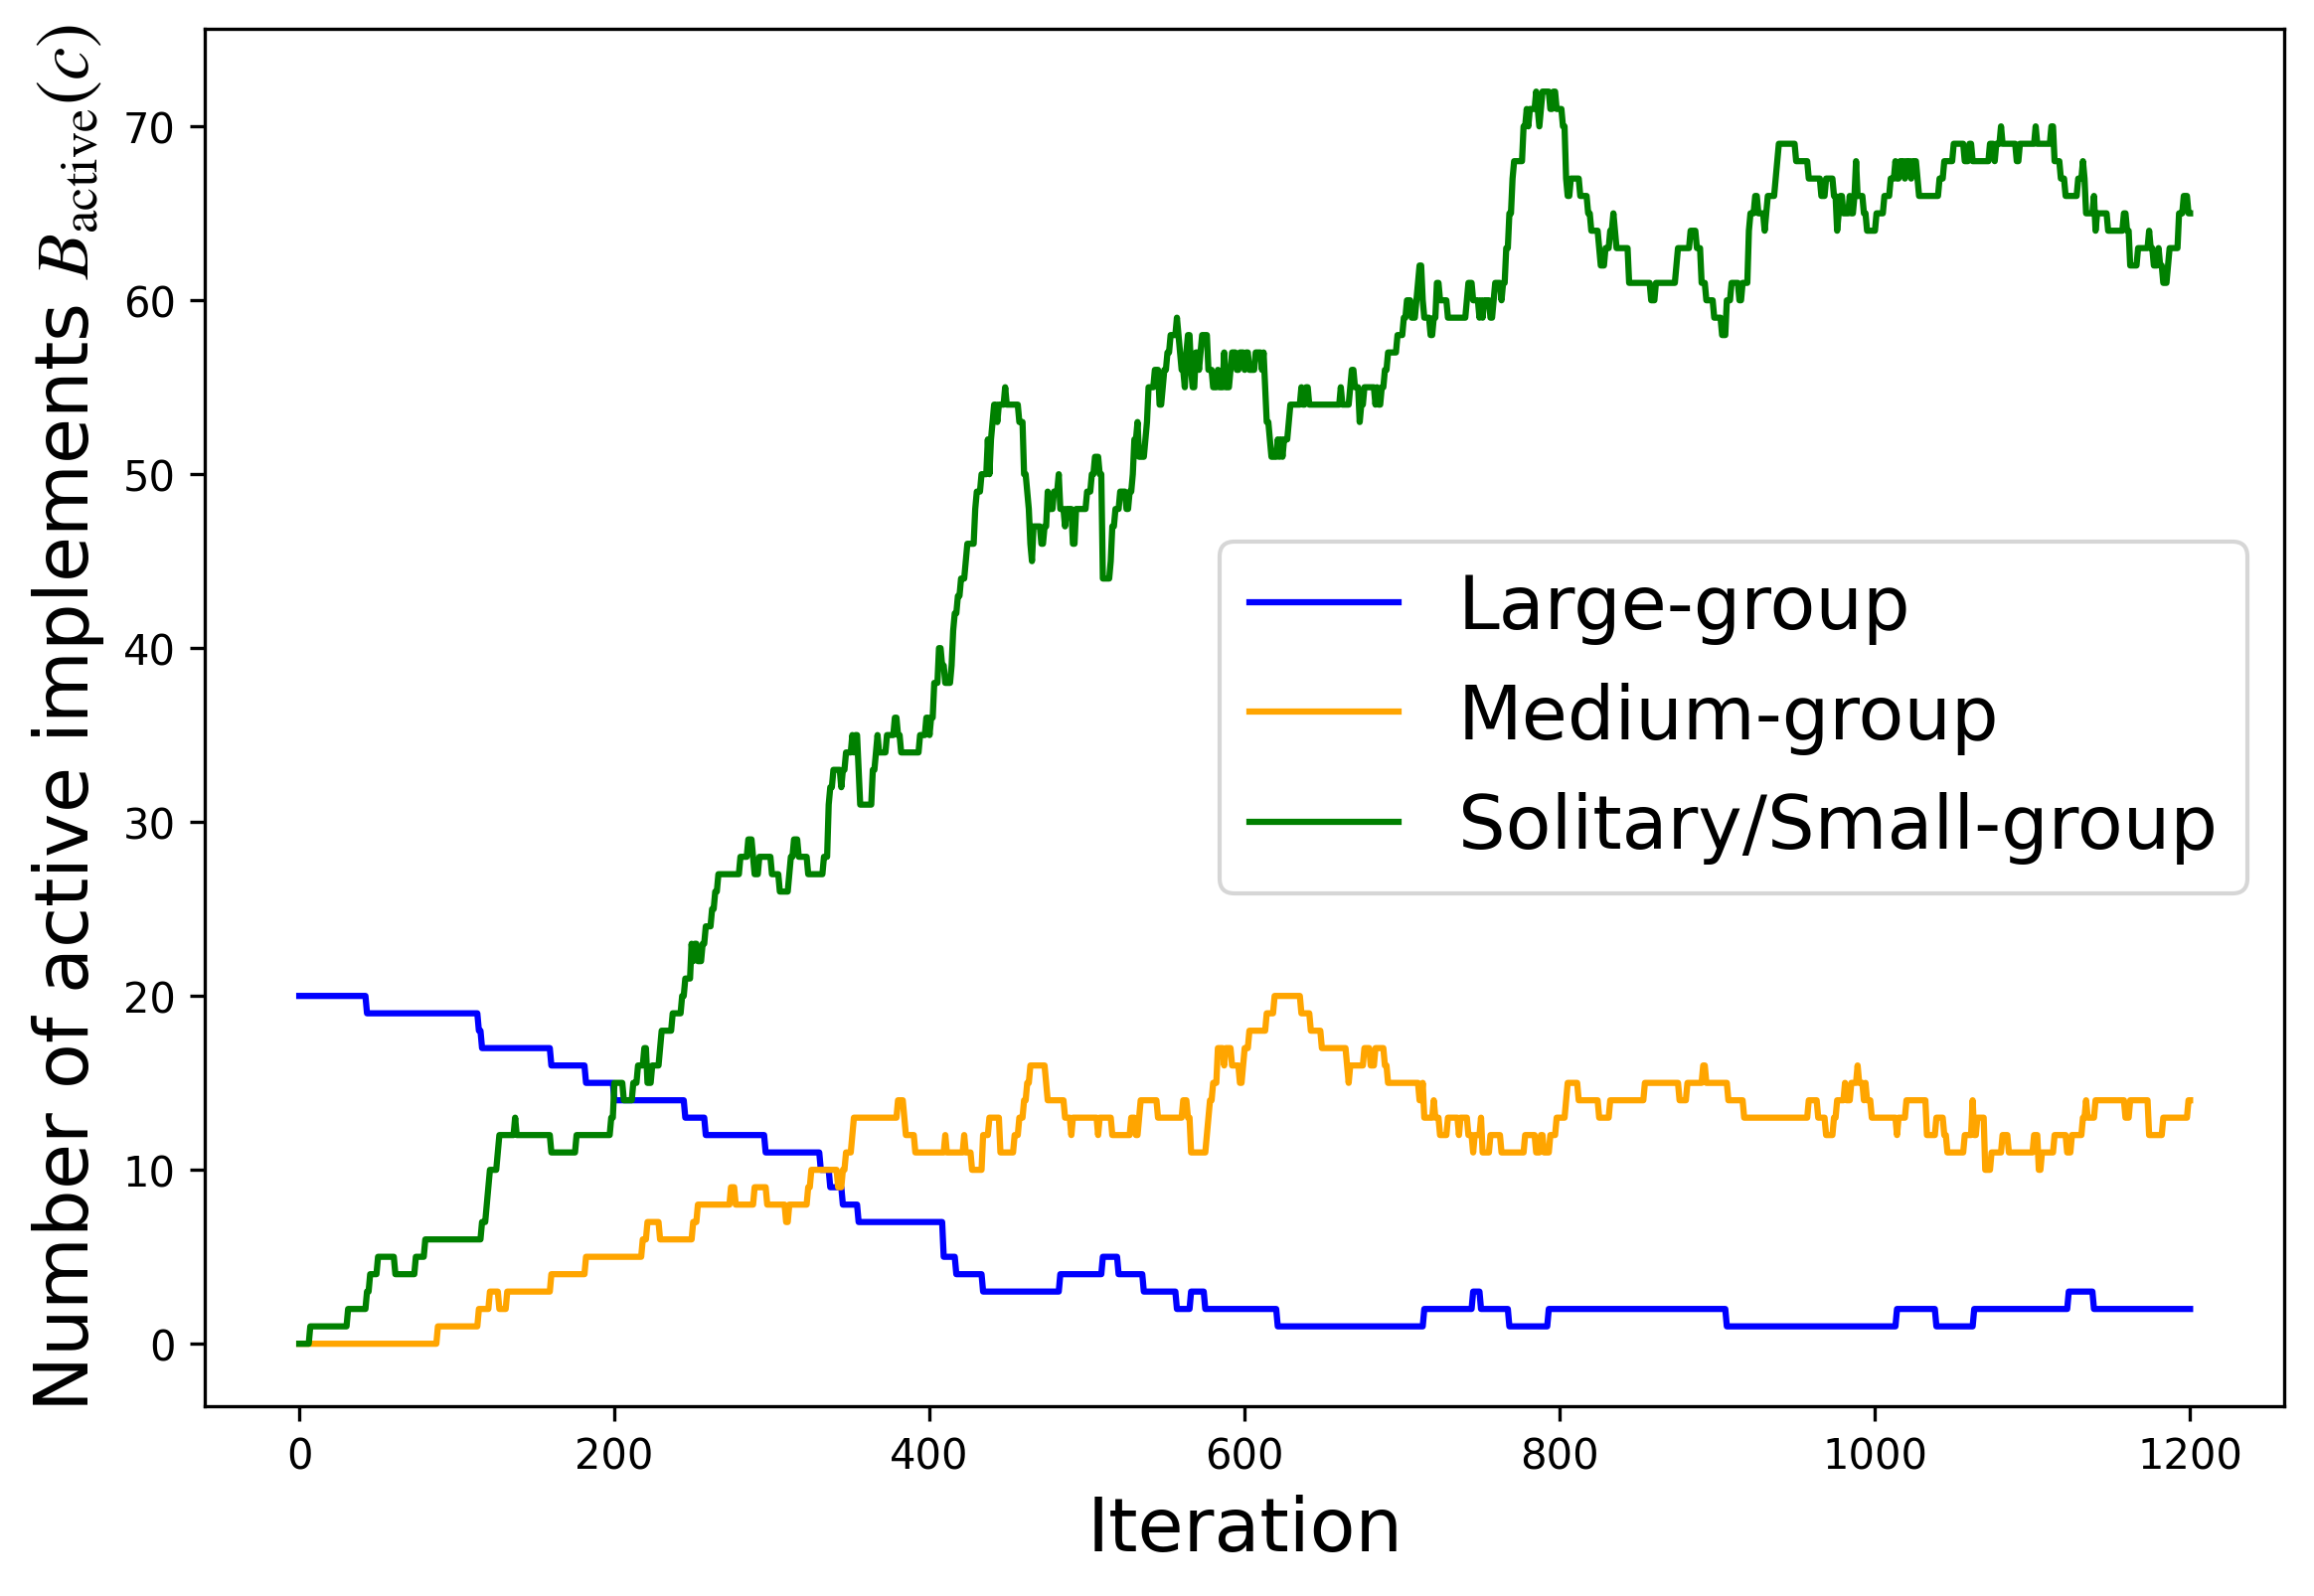 Number of active implements B_active(c)
70
60
50
40
30
20
10
0
Large-group
Medium-group
Solitary/Small-group
0 200 400 600 800 1000 1200
Iteration